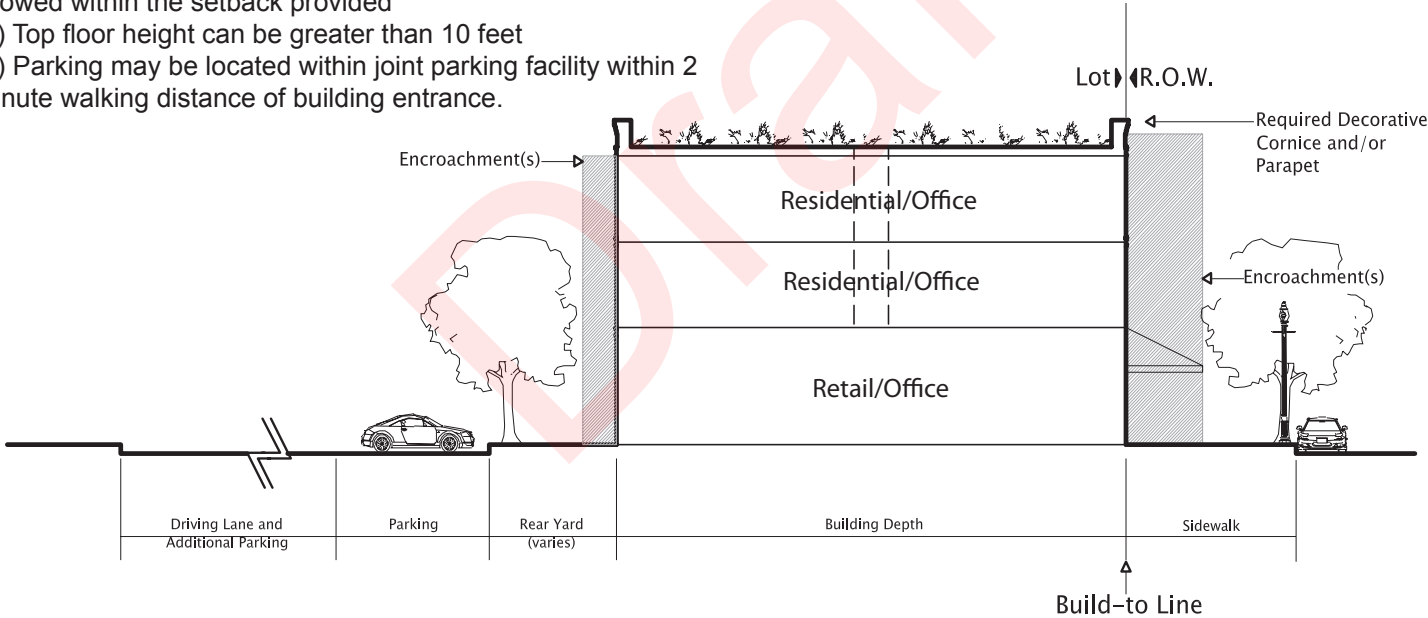 owed within the setback provided
) Top floor height can be greater than 10 feet
) Parking may be located within joint parking facility within 2
nute walking distance of building entrance.
Lot R.O.W.
Required Decorative
Cornice and/or
Parapet
Encroachment(s)
Residential/Office
Residential/Office
Encroachment(s)
Retail/Office
Driving Lane and
Additional Parking
Parking
Rear Yard
(varies)
Building Depth
Sidewalk
Build-to Line